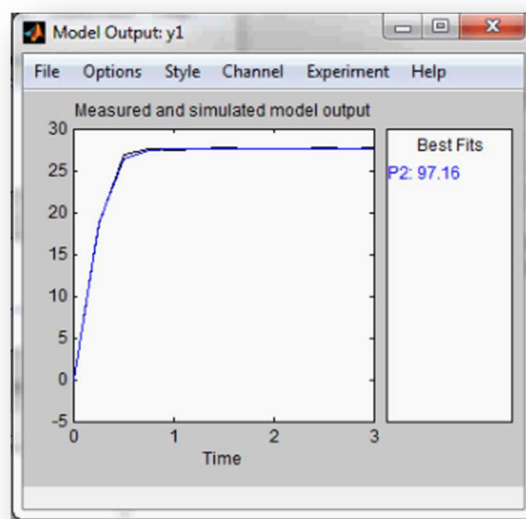 Model Output: y1
File Options Style Channel Experiment Help
Measured and simulated model output
Best Fits
P2: 97.16
30
25
20
15
10
5
0
-5
0 1 2 3
Time